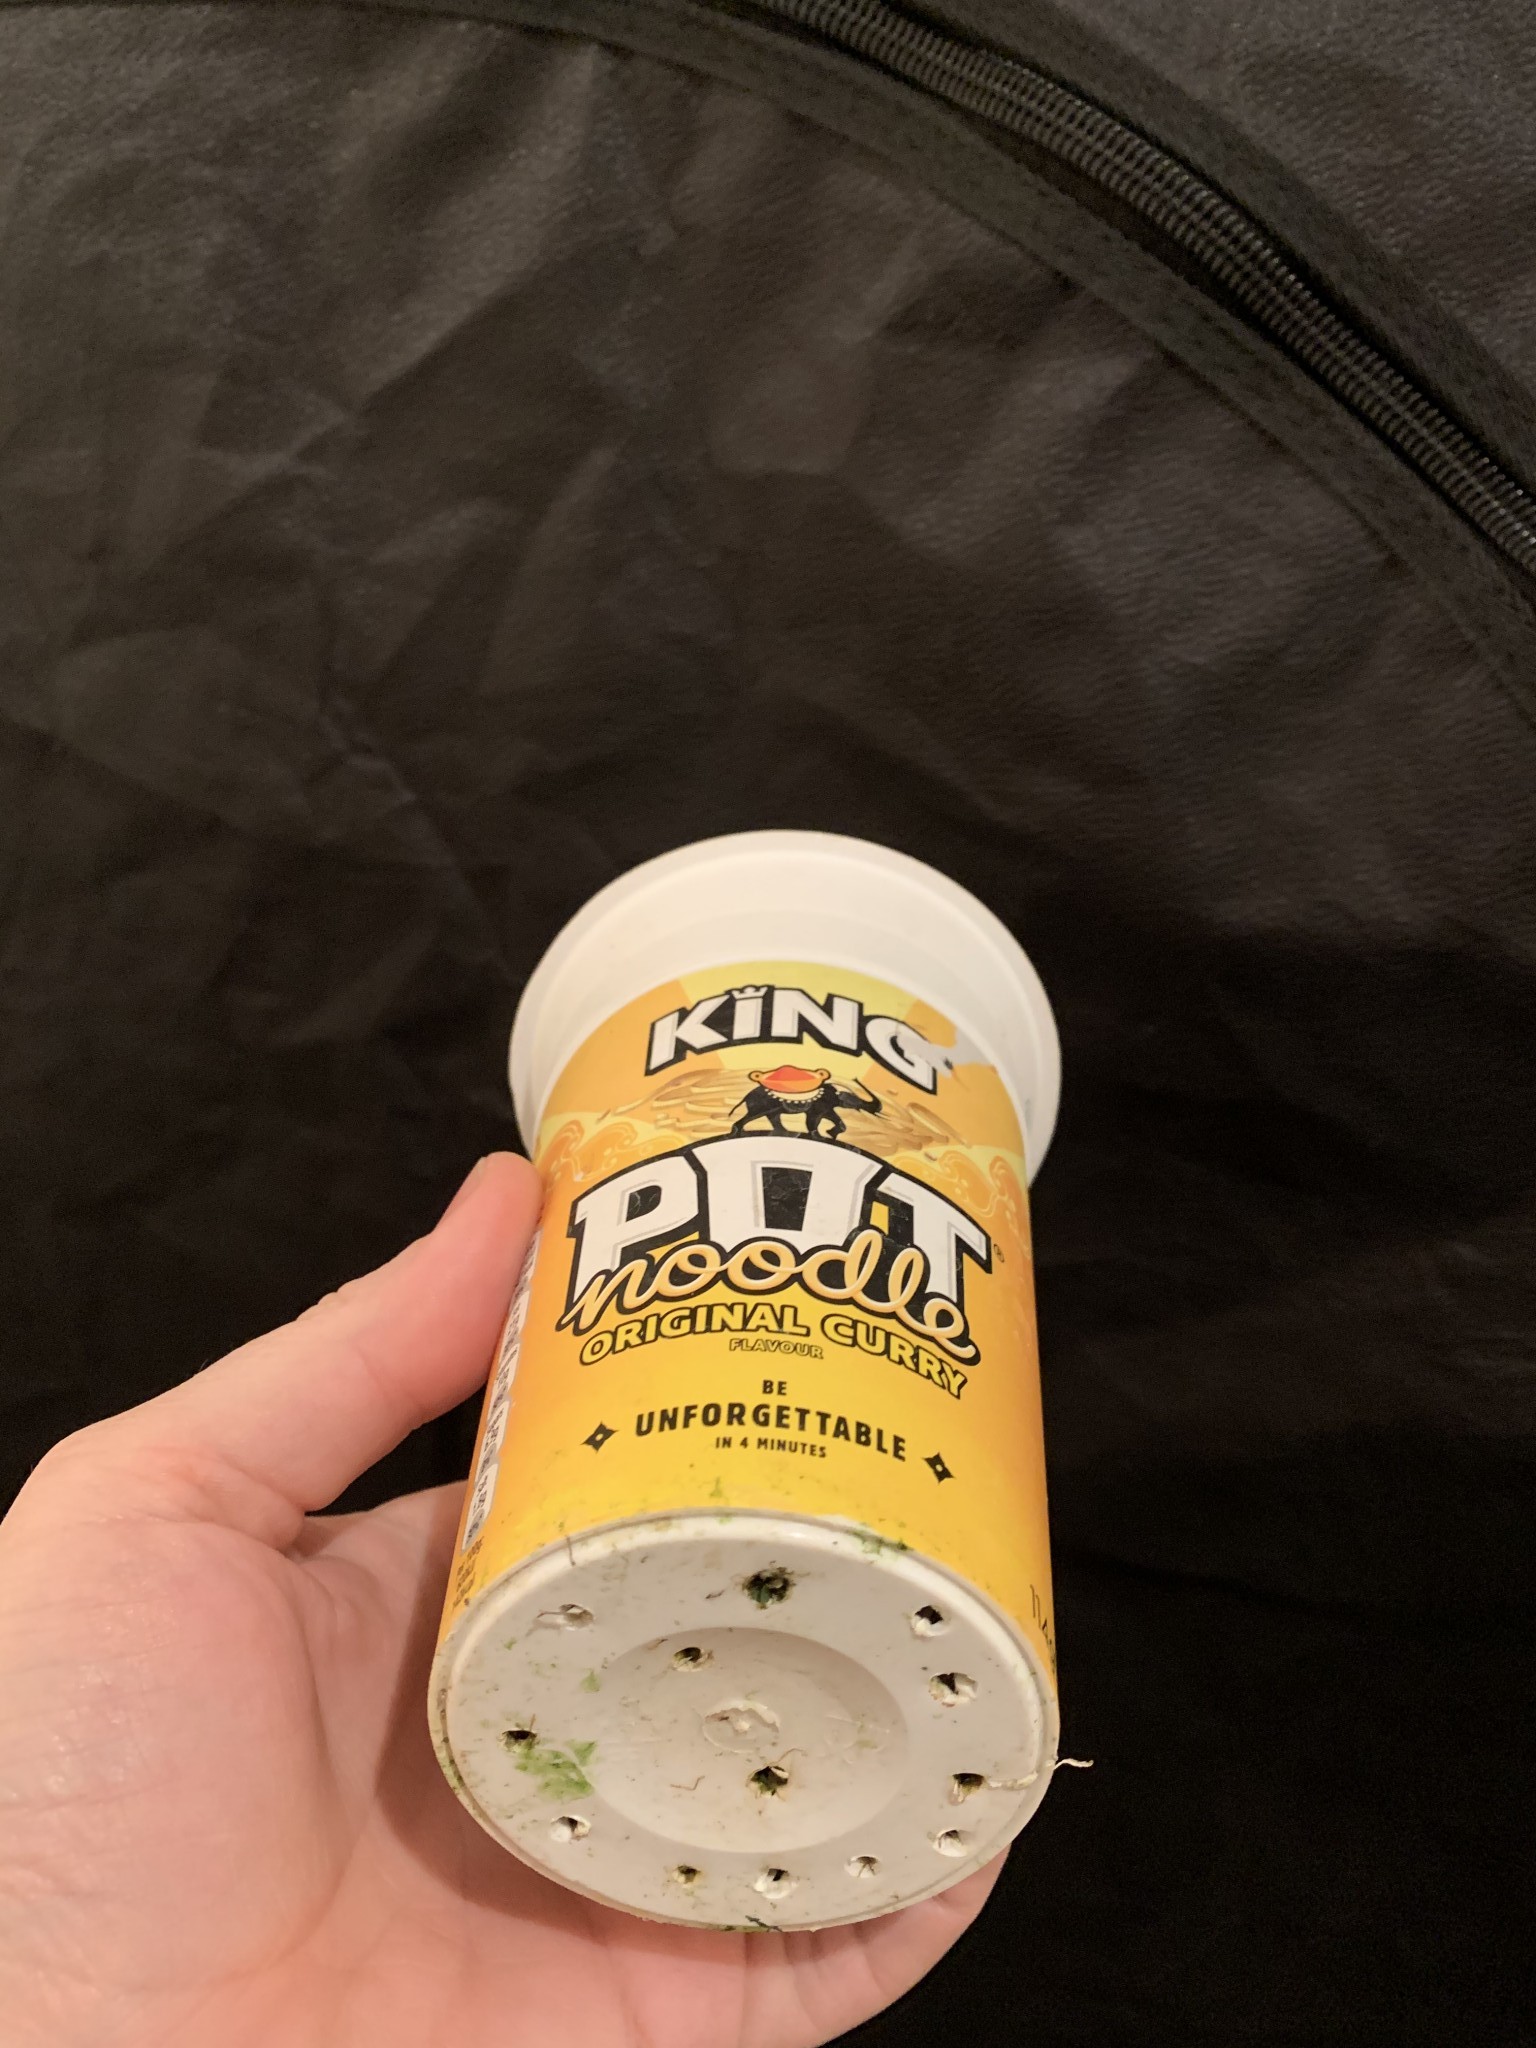 KING
POT
noodle®
ORIGINAL CURRY
FLAVOUR
BE
UNFORGETTABLE
IN 4 MINUTES